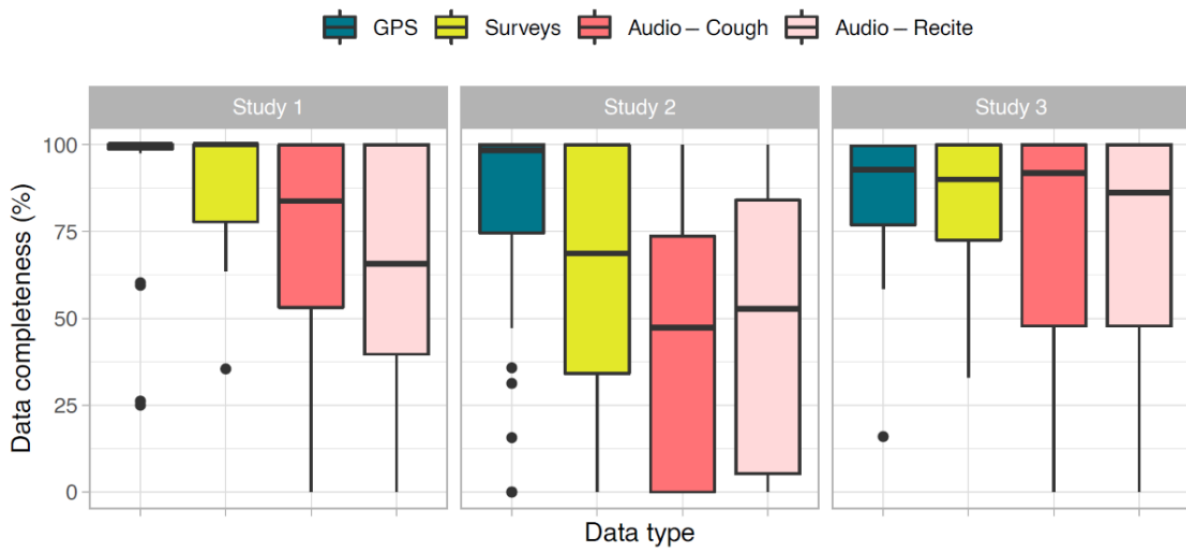 GPS Surveys Audio – Cough Audio – Recite
Study 1 Study 2 Study 3
Data completeness (%)
100
75
50
25
0
Data type